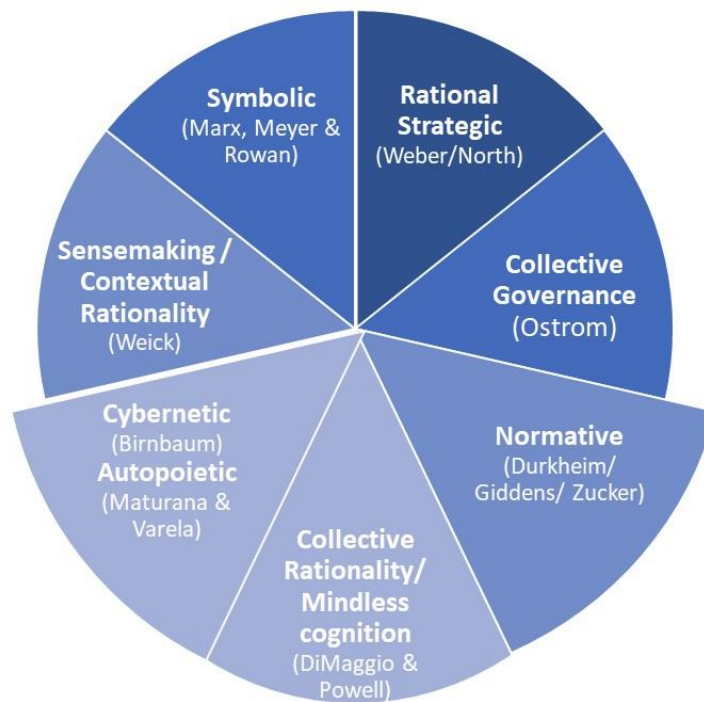 Symbolic
(Marx, Meyer &
Rowan)
Rational
Strategic
(Weber/North)
Collective
Governance
(Ostrom)
Normative
(Durkheim/
Giddens/ Zucker)
Collective
Rationality/
Mindless
cognition
(DiMaggio &
Powell)
Cybernetic
(Birnbaum)
Autopoietic
(Maturana &
Varela)
Sensemaking /
Contextual
Rationality
(Weick)